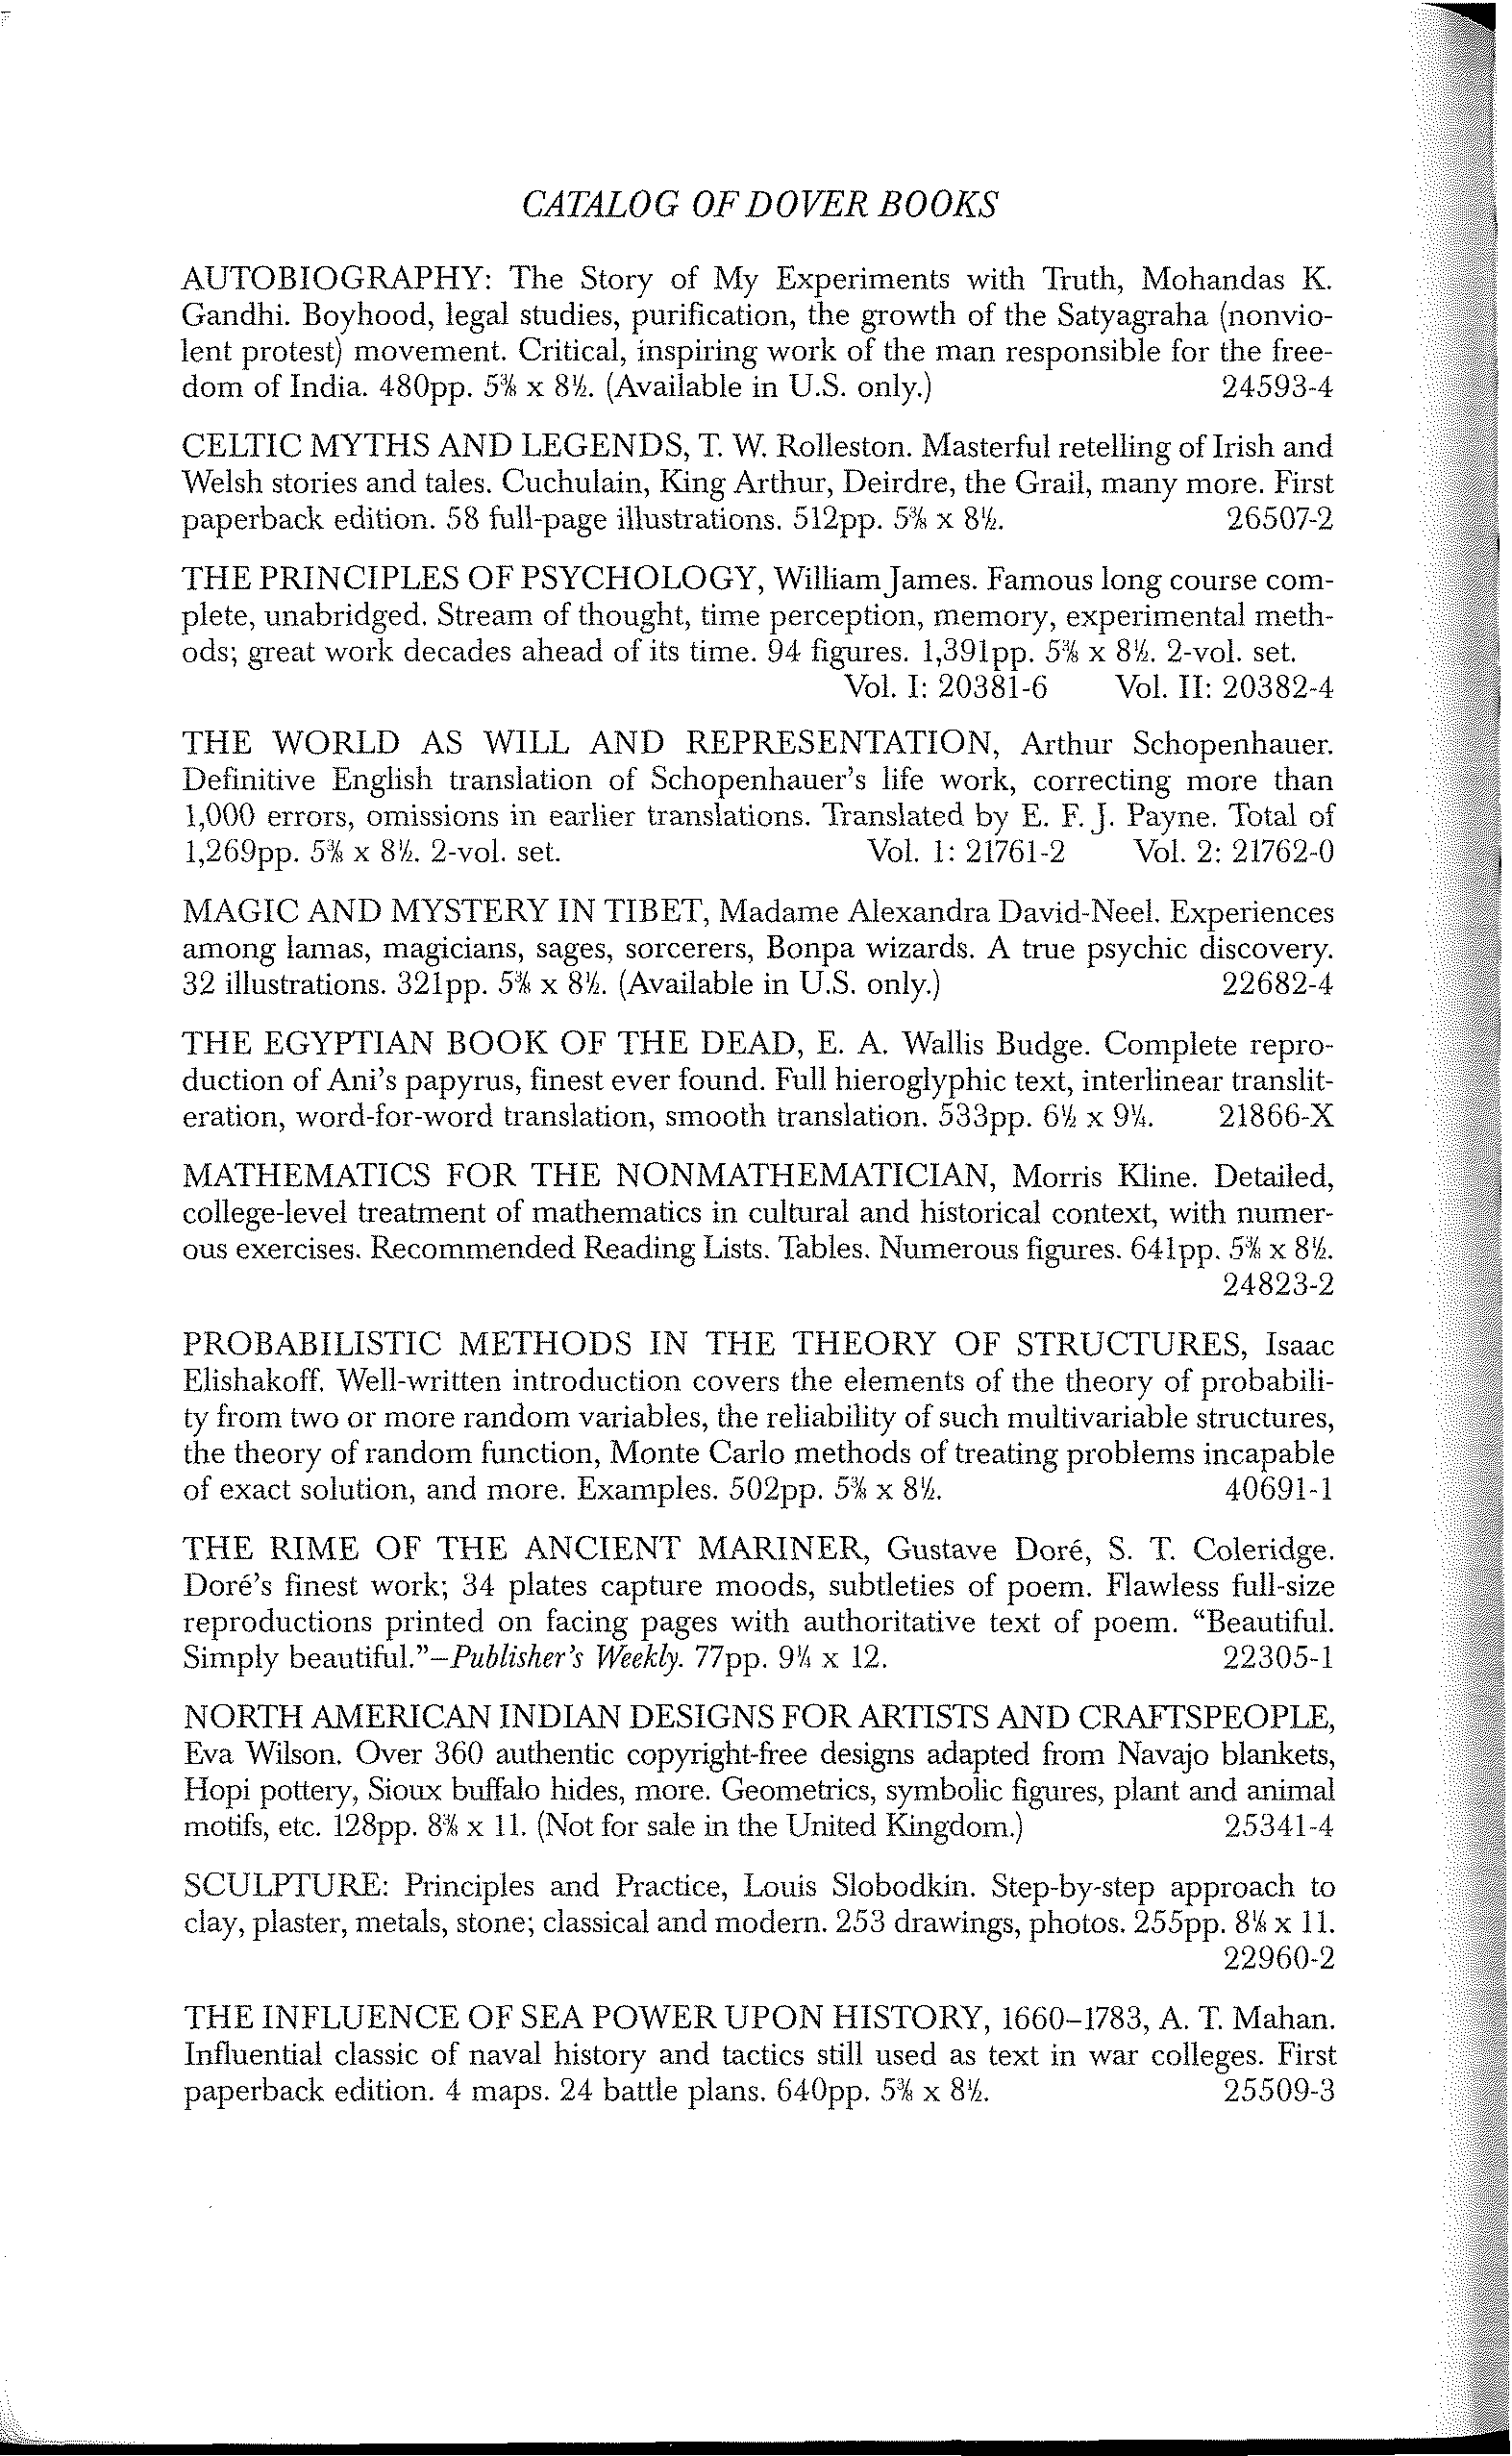 CATALOG OF DOVER BOOKS
AUTOBIOGRAPHY: The Story of My Experiments with Truth, Mohandas K.
Gandhi. Boyhood, legal studies, purification, the growth of the Satyagraha (nonvio-
lent protest) movement. Critical, inspiring work of the man responsible for the free-
dom of India. 480pp. 5⅜ x 8½. (Available in U.S. only.) 24593-4
CELTIC MYTHS AND LEGENDS, T. W. Rolleston. Masterful retelling of Irish and
Welsh stories and tales. Cuchulain, King Arthur, Deirdre, the Grail, many more. First
paperback edition. 58 full-page illustrations. 512pp. 5⅜ x 8½. 26507-2
THE PRINCIPLES OF PSYCHOLOGY, William James. Famous long course com-
plete, unabridged. Stream of thought, time perception, memory, experimental meth-
ods; great work decades ahead of its time. 94 figures. 1,391pp. 5⅜ x 8½. 2-vol. set.
Vol. I: 20381-6 Vol. II: 20382-4
THE WORLD AS WILL AND REPRESENTATION, Arthur Schopenhauer.
Definitive English translation of Schopenhauer's life work, correcting more than
1,000 errors, omissions in earlier translations. Translated by E. F. J. Payne. Total of
1,269pp. 5⅜ x 8½. 2-vol. set. Vol. 1: 21761-2 Vol. 2: 21762-0
MAGIC AND MYSTERY IN TIBET, Madame Alexandra David-Neel. Experiences
among lamas, magicians, sages, sorcerers, Bonpa wizards. A true psychic discovery.
32 illustrations. 321pp. 5⅜ x 8½. (Available in U.S. only.) 22682-4
THE EGYPTIAN BOOK OF THE DEAD, E. A. Wallis Budge. Complete repro-
duction of Ani's papyrus, finest ever found. Full hieroglyphic text, interlinear translit-
eration, word-for-word translation, smooth translation. 533pp. 6½ x 9¼. 21866-X
MATHEMATICS FOR THE NONMATHEMATICIAN, Morris Kline. Detailed,
college-level treatment of mathematics in cultural and historical context, with numer-
ous exercises. Recommended Reading Lists. Tables. Numerous figures. 641pp. 5⅜ x 8½.
24823-2
PROBABILISTIC METHODS IN THE THEORY OF STRUCTURES, Isaac
Elishakoff. Well-written introduction covers the elements of the theory of probabili-
ty from two or more random variables, the reliability of such multivariable structures,
the theory of random function, Monte Carlo methods of treating problems incapable
of exact solution, and more. Examples. 502pp. 5⅜ x 8½. 40691-1
THE RIME OF THE ANCIENT MARINER, Gustave Doré, S. T. Coleridge.
Doré's finest work; 34 plates capture moods, subtleties of poem. Flawless full-size
reproductions printed on facing pages with authoritative text of poem. “Beautiful.
Simply beautiful.”–Publisher's Weekly. 77pp. 9¼ x 12. 22305-1
NORTH AMERICAN INDIAN DESIGNS FOR ARTISTS AND CRAFTSPEOPLE,
Eva Wilson. Over 360 authentic copyright-free designs adapted from Navajo blankets,
Hopi pottery, Sioux buffalo hides, more. Geometrics, symbolic figures, plant and animal
motifs, etc. 128pp. 8⅜ x 11. (Not for sale in the United Kingdom.) 25341-4
SCULPTURE: Principles and Practice, Louis Slobodkin. Step-by-step approach to
clay, plaster, metals, stone; classical and modern. 253 drawings, photos. 255pp. 8⅛ x 11.
22960-2
THE INFLUENCE OF SEA POWER UPON HISTORY, 1660–1783, A. T. Mahan.
Influential classic of naval history and tactics still used as text in war colleges. First
paperback edition. 4 maps. 24 battle plans. 640pp. 5⅜ x 8½. 25509-3